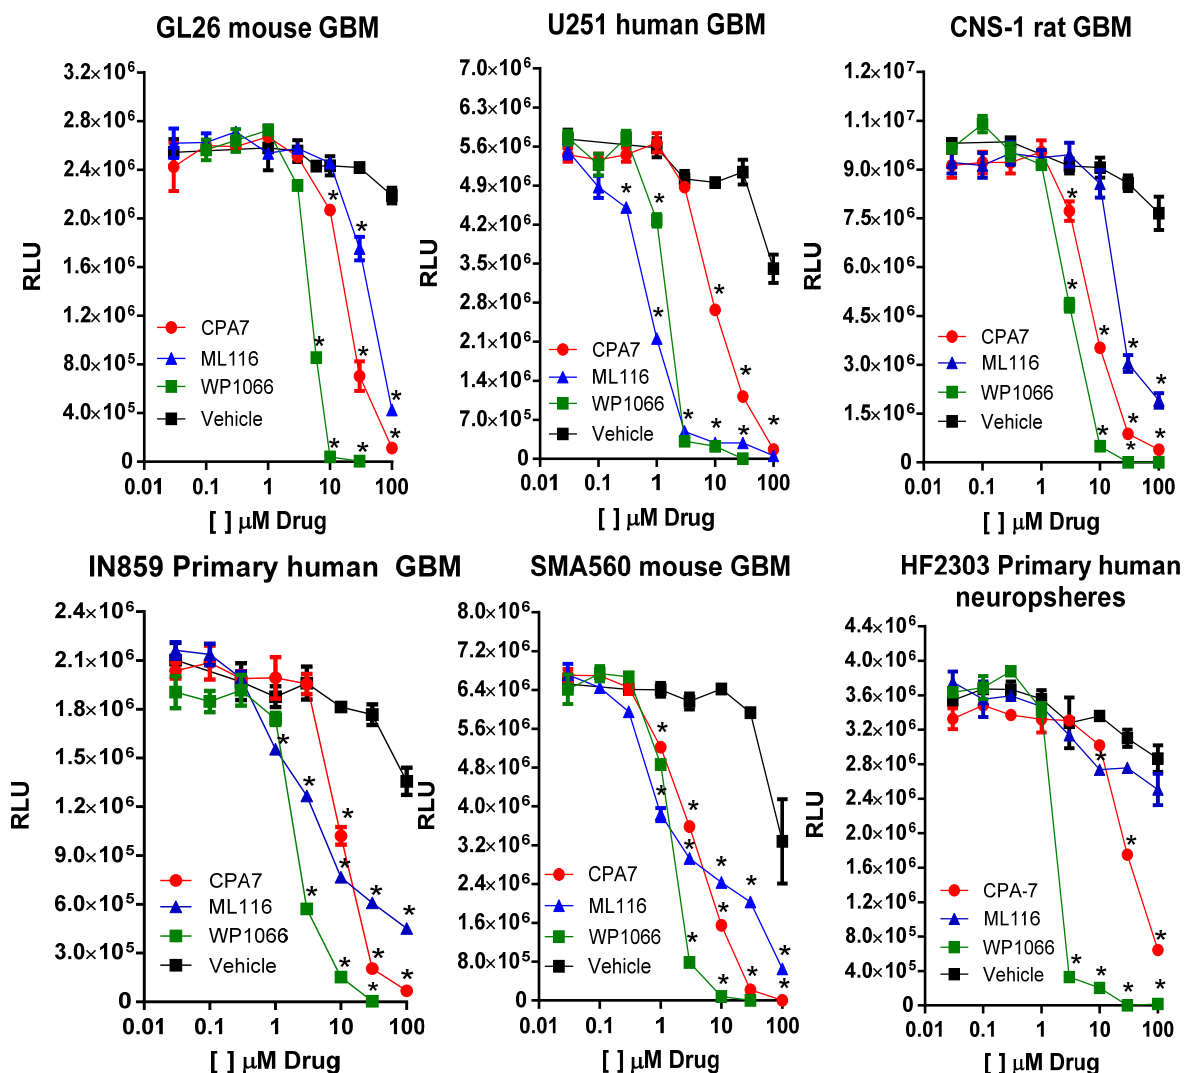 GL26 mouse GBM
RLU
3.2×10⁶
2.8×10⁶
2.4×10⁶
2.0×10⁶
1.6×10⁶
1.2×10⁶
8.0×10⁵
4.0×10⁵
0
CPA7
ML116
WP1066
Vehicle
* * * * * * * *
0.01 0.1 1 10 100
[ ] μM Drug
U251 human GBM
RLU
7.0×10⁶
6.3×10⁶
5.6×10⁶
4.9×10⁶
4.2×10⁶
3.5×10⁶
2.8×10⁶
2.1×10⁶
1.4×10⁶
7.0×10⁵
0
CPA7
ML116
WP1066
Vehicle
* * * * * * * * *
0.01 0.1 1 10 100
[ ] μM Drug
CNS-1 rat GBM
RLU
1.2×10⁷
1.1×10⁷
9.0×10⁶
7.5×10⁶
6.0×10⁶
4.5×10⁶
3.0×10⁶
1.5×10⁶
0
CPA7
ML116
WP1066
Vehicle
* * * * * * * * * *
0.01 0.1 1 10 100
[ ] μM Drug
IN859 Primary human GBM
RLU
2.4×10⁶
2.1×10⁶
1.8×10⁶
1.5×10⁶
1.2×10⁶
9.0×10⁵
6.0×10⁵
3.0×10⁵
0
CPA7
ML116
WP1066
Vehicle
* * * * * * * * * *
0.01 0.1 1 10 100
[ ] μM Drug
SMA560 mouse GBM
RLU
8.0×10⁶
7.2×10⁶
6.4×10⁶
5.6×10⁶
4.8×10⁶
4.0×10⁶
3.2×10⁶
2.4×10⁶
1.6×10⁶
8.0×10⁵
0
CPA7
ML116
WP1066
Vehicle
* * * * * * * * * * * * *
0.01 0.1 1 10 100
[ ] μM Drug
HF2303 Primary human
neuropsheres
RLU
4.4×10⁶
4.0×10⁶
3.6×10⁶
3.2×10⁶
2.8×10⁶
2.4×10⁶
2.0×10⁶
1.6×10⁶
1.2×10⁶
8.0×10⁵
4.0×10⁵
0
CPA-7
ML116
WP1066
Vehicle
* * * * * * *
0.01 0.1 1 10 100
[ ] μM Drug